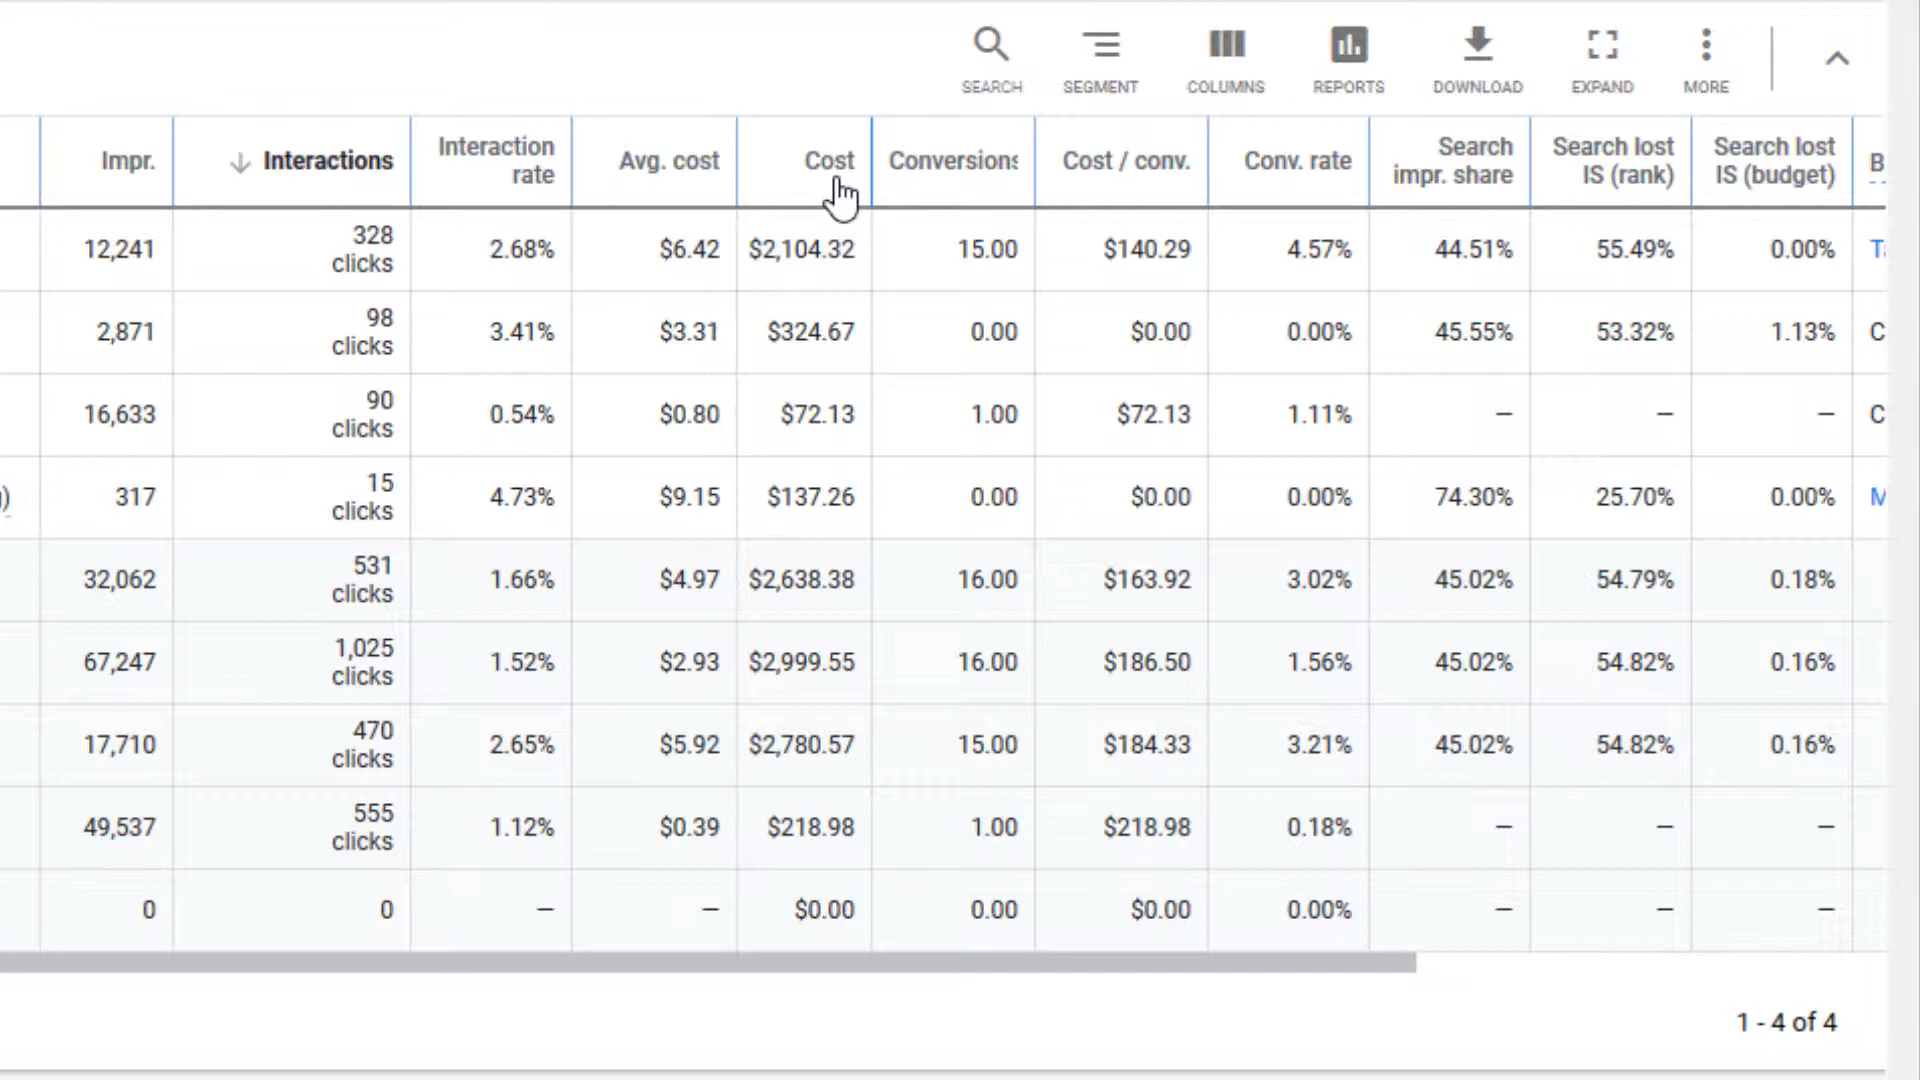 SEARCH SEGMENT COLUMNS REPORTS DOWNLOAD EXPAND MORE
Impr. Interactions Interaction rate Avg. cost Cost Conversions Cost / conv. Conv. rate Search impr. share Search lost IS (rank) Search lost IS (budget) B
12,241 328 clicks 2.68% $6.42 $2,104.32 15.00 $140.29 4.57% 44.51% 55.49% 0.00% T
2,871 98 clicks 3.41% $3.31 $324.67 0.00 $0.00 0.00% 45.55% 53.32% 1.13% C
16,633 90 clicks 0.54% $0.80 $72.13 1.00 $72.13 1.11% — — — C
) 317 15 clicks 4.73% $9.15 $137.26 0.00 $0.00 0.00% 74.30% 25.70% 0.00% M
32,062 531 clicks 1.66% $4.97 $2,638.38 16.00 $163.92 3.02% 45.02% 54.79% 0.18%
67,247 1,025 clicks 1.52% $2.93 $2,999.55 16.00 $186.50 1.56% 45.02% 54.82% 0.16%
17,710 470 clicks 2.65% $5.92 $2,780.57 15.00 $184.33 3.21% 45.02% 54.82% 0.16%
49,537 555 clicks 1.12% $0.39 $218.98 1.00 $218.98 0.18% — — —
0 0 — — $0.00 0.00 $0.00 0.00% — — —
1 - 4 of 4